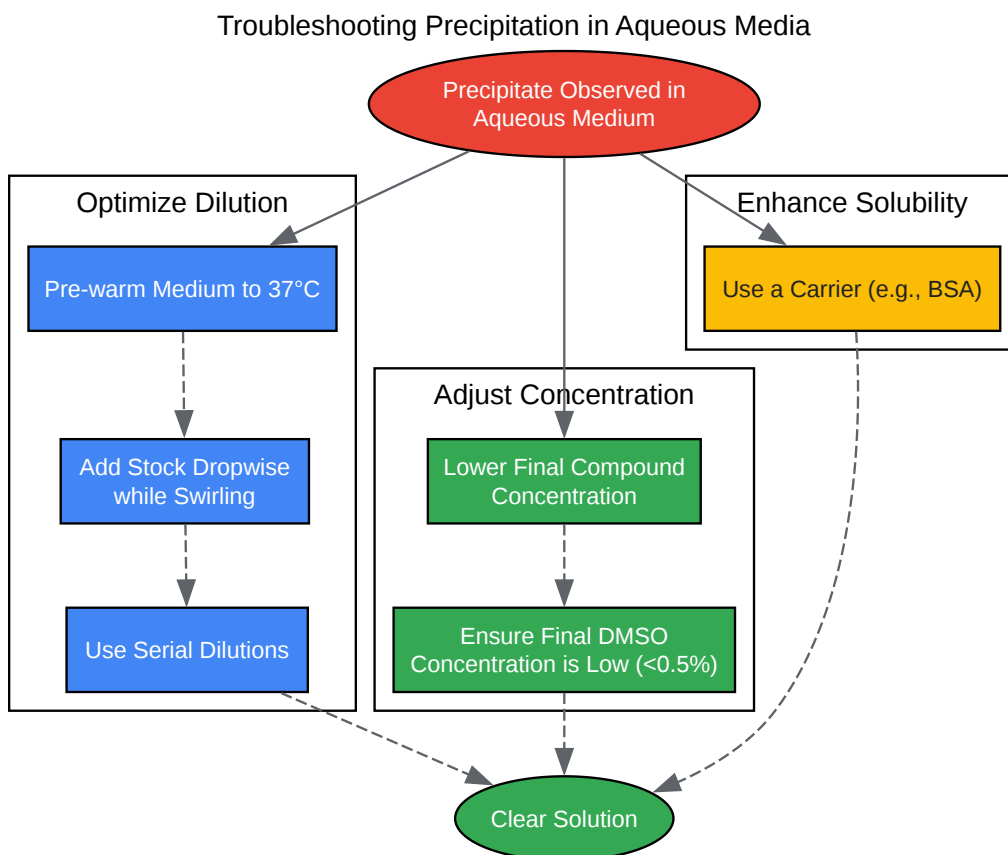 Troubleshooting Precipitation in Aqueous Media
Precipitate Observed in
Aqueous Medium
Optimize Dilution
Pre-warm Medium to 37°C
Add Stock Dropwise
while Swirling
Use Serial Dilutions
Adjust Concentration
Lower Final Compound
Concentration
Ensure Final DMSO
Concentration is Low (<0.5%)
Enhance Solubility
Use a Carrier (e.g., BSA)
Clear Solution